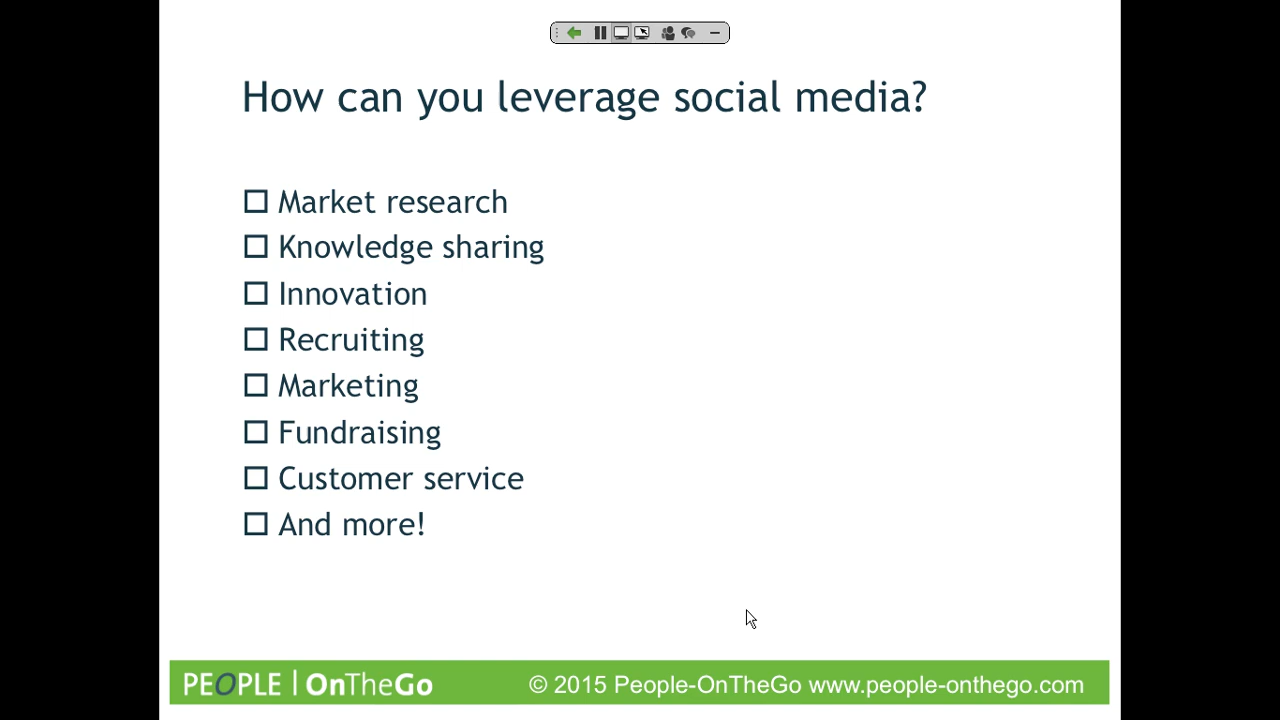 How can you leverage social media?
Market research
Knowledge sharing
Innovation
Recruiting
Marketing
Fundraising
Customer service
And more!
PEOPLE | OnTheGo © 2015 People-OnTheGo www.people-onthego.com